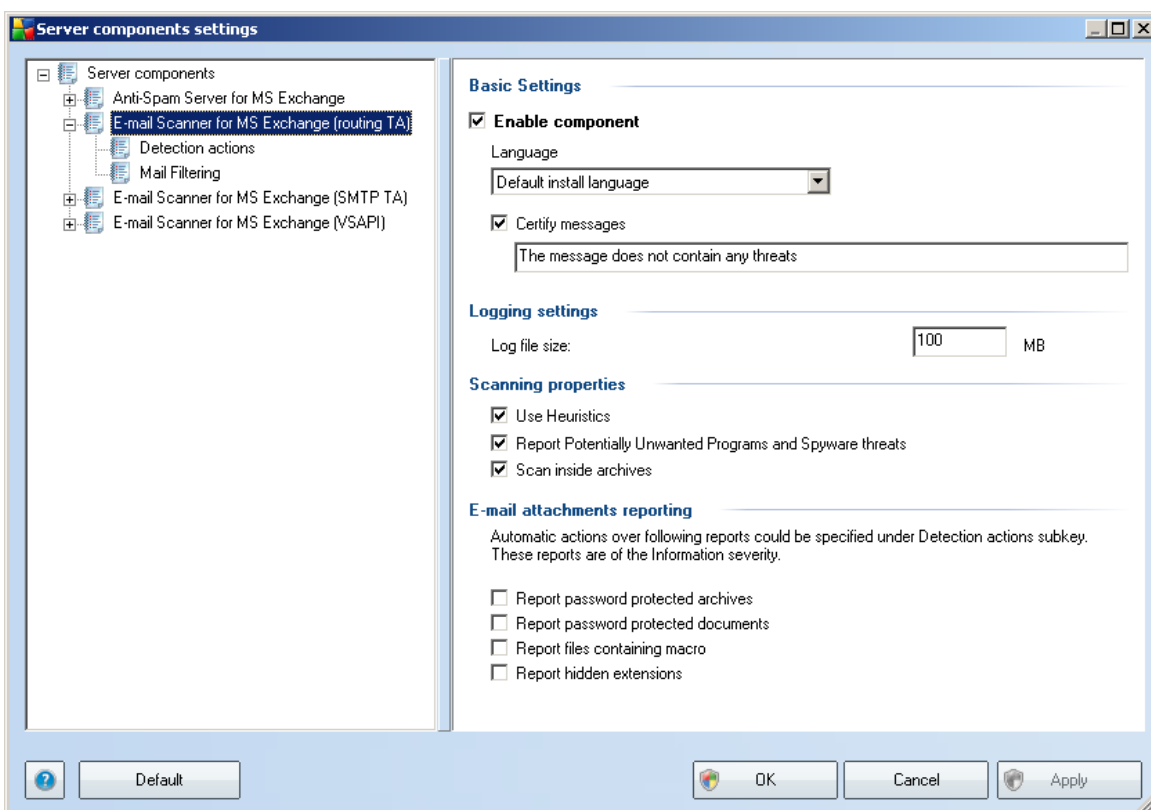 Server components settings
Server components
Anti-Spam Server for MS Exchange
E-mail Scanner for MS Exchange (routing TA)
Detection actions
Mail Filtering
E-mail Scanner for MS Exchange (SMTP TA)
E-mail Scanner for MS Exchange (VSAPI)
Basic Settings
Enable component
Language
Default install language
Certify messages
The message does not contain any threats
Logging settings
Log file size:
100
MB
Scanning properties
Use Heuristics
Report Potentially Unwanted Programs and Spyware threats
Scan inside archives
E-mail attachments reporting
Automatic actions over following reports could be specified under Detection actions subkey.
These reports are of the Information severity.
Report password protected archives
Report password protected documents
Report files containing macro
Report hidden extensions
?
Default
OK
Cancel
Apply